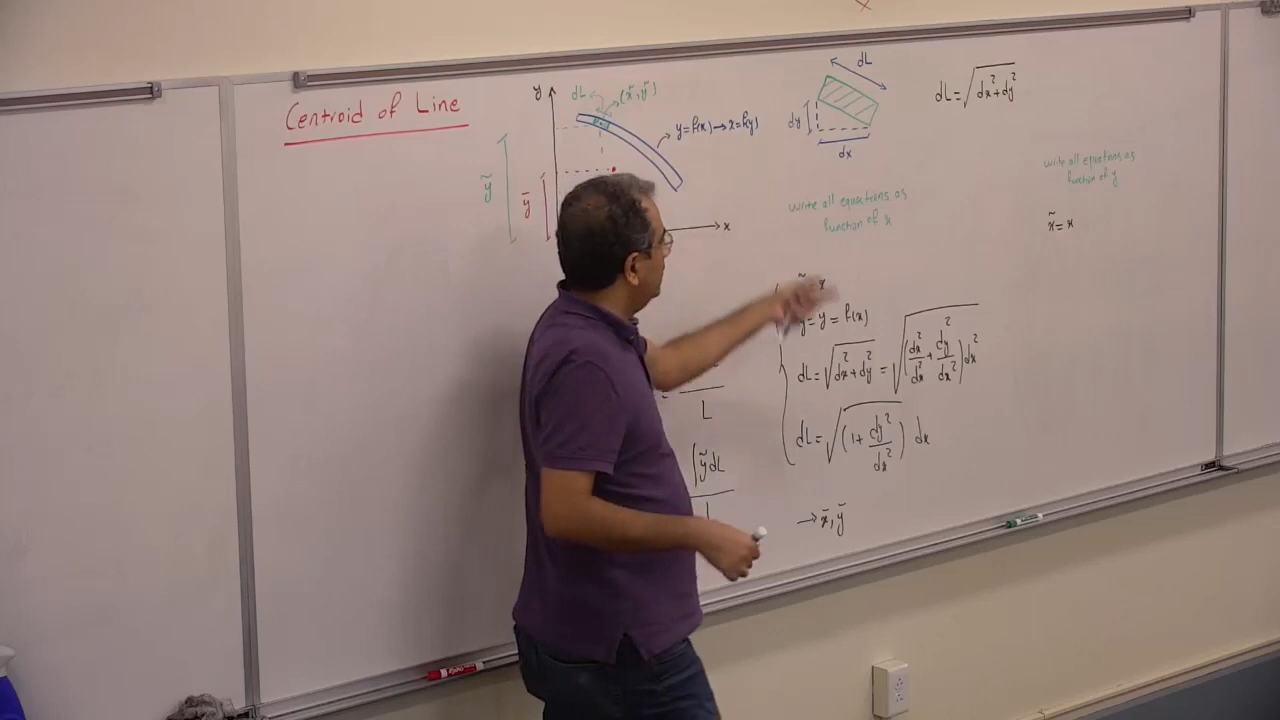 Centroid of Line
y
dL
(x̃, ỹ)
y=f(x) → x=f(y)
ỹ
ȳ
x
dL
dy
dx
dL = √(dx² + dy²)
write all equations as
function of x
write all equations as
function of y
x̃ = x
= y = f(x)
dL = √(dx² + dy²) = √((dx²/dx² + dy²/dx²) dx²)
dL = √((1 + dy²/dx²)) dx
→ x̄, ȳ
L
∫ỹdL
EXPO